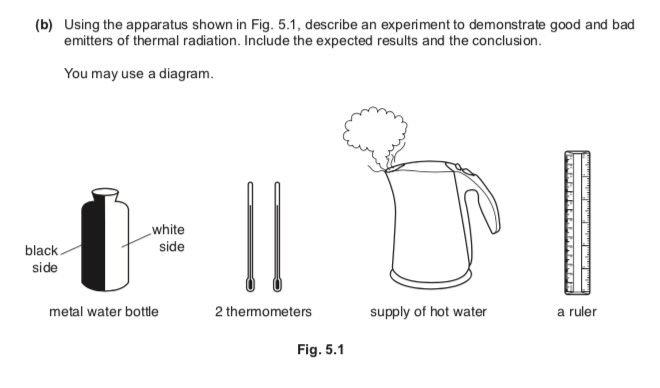 (b) Using the apparatus shown in Fig. 5.1, describe an experiment to demonstrate good and bad
emitters of thermal radiation. Include the expected results and the conclusion.
You may use a diagram.
black
side
white
side
metal water bottle
2 thermometers
supply of hot water
a ruler
Fig. 5.1